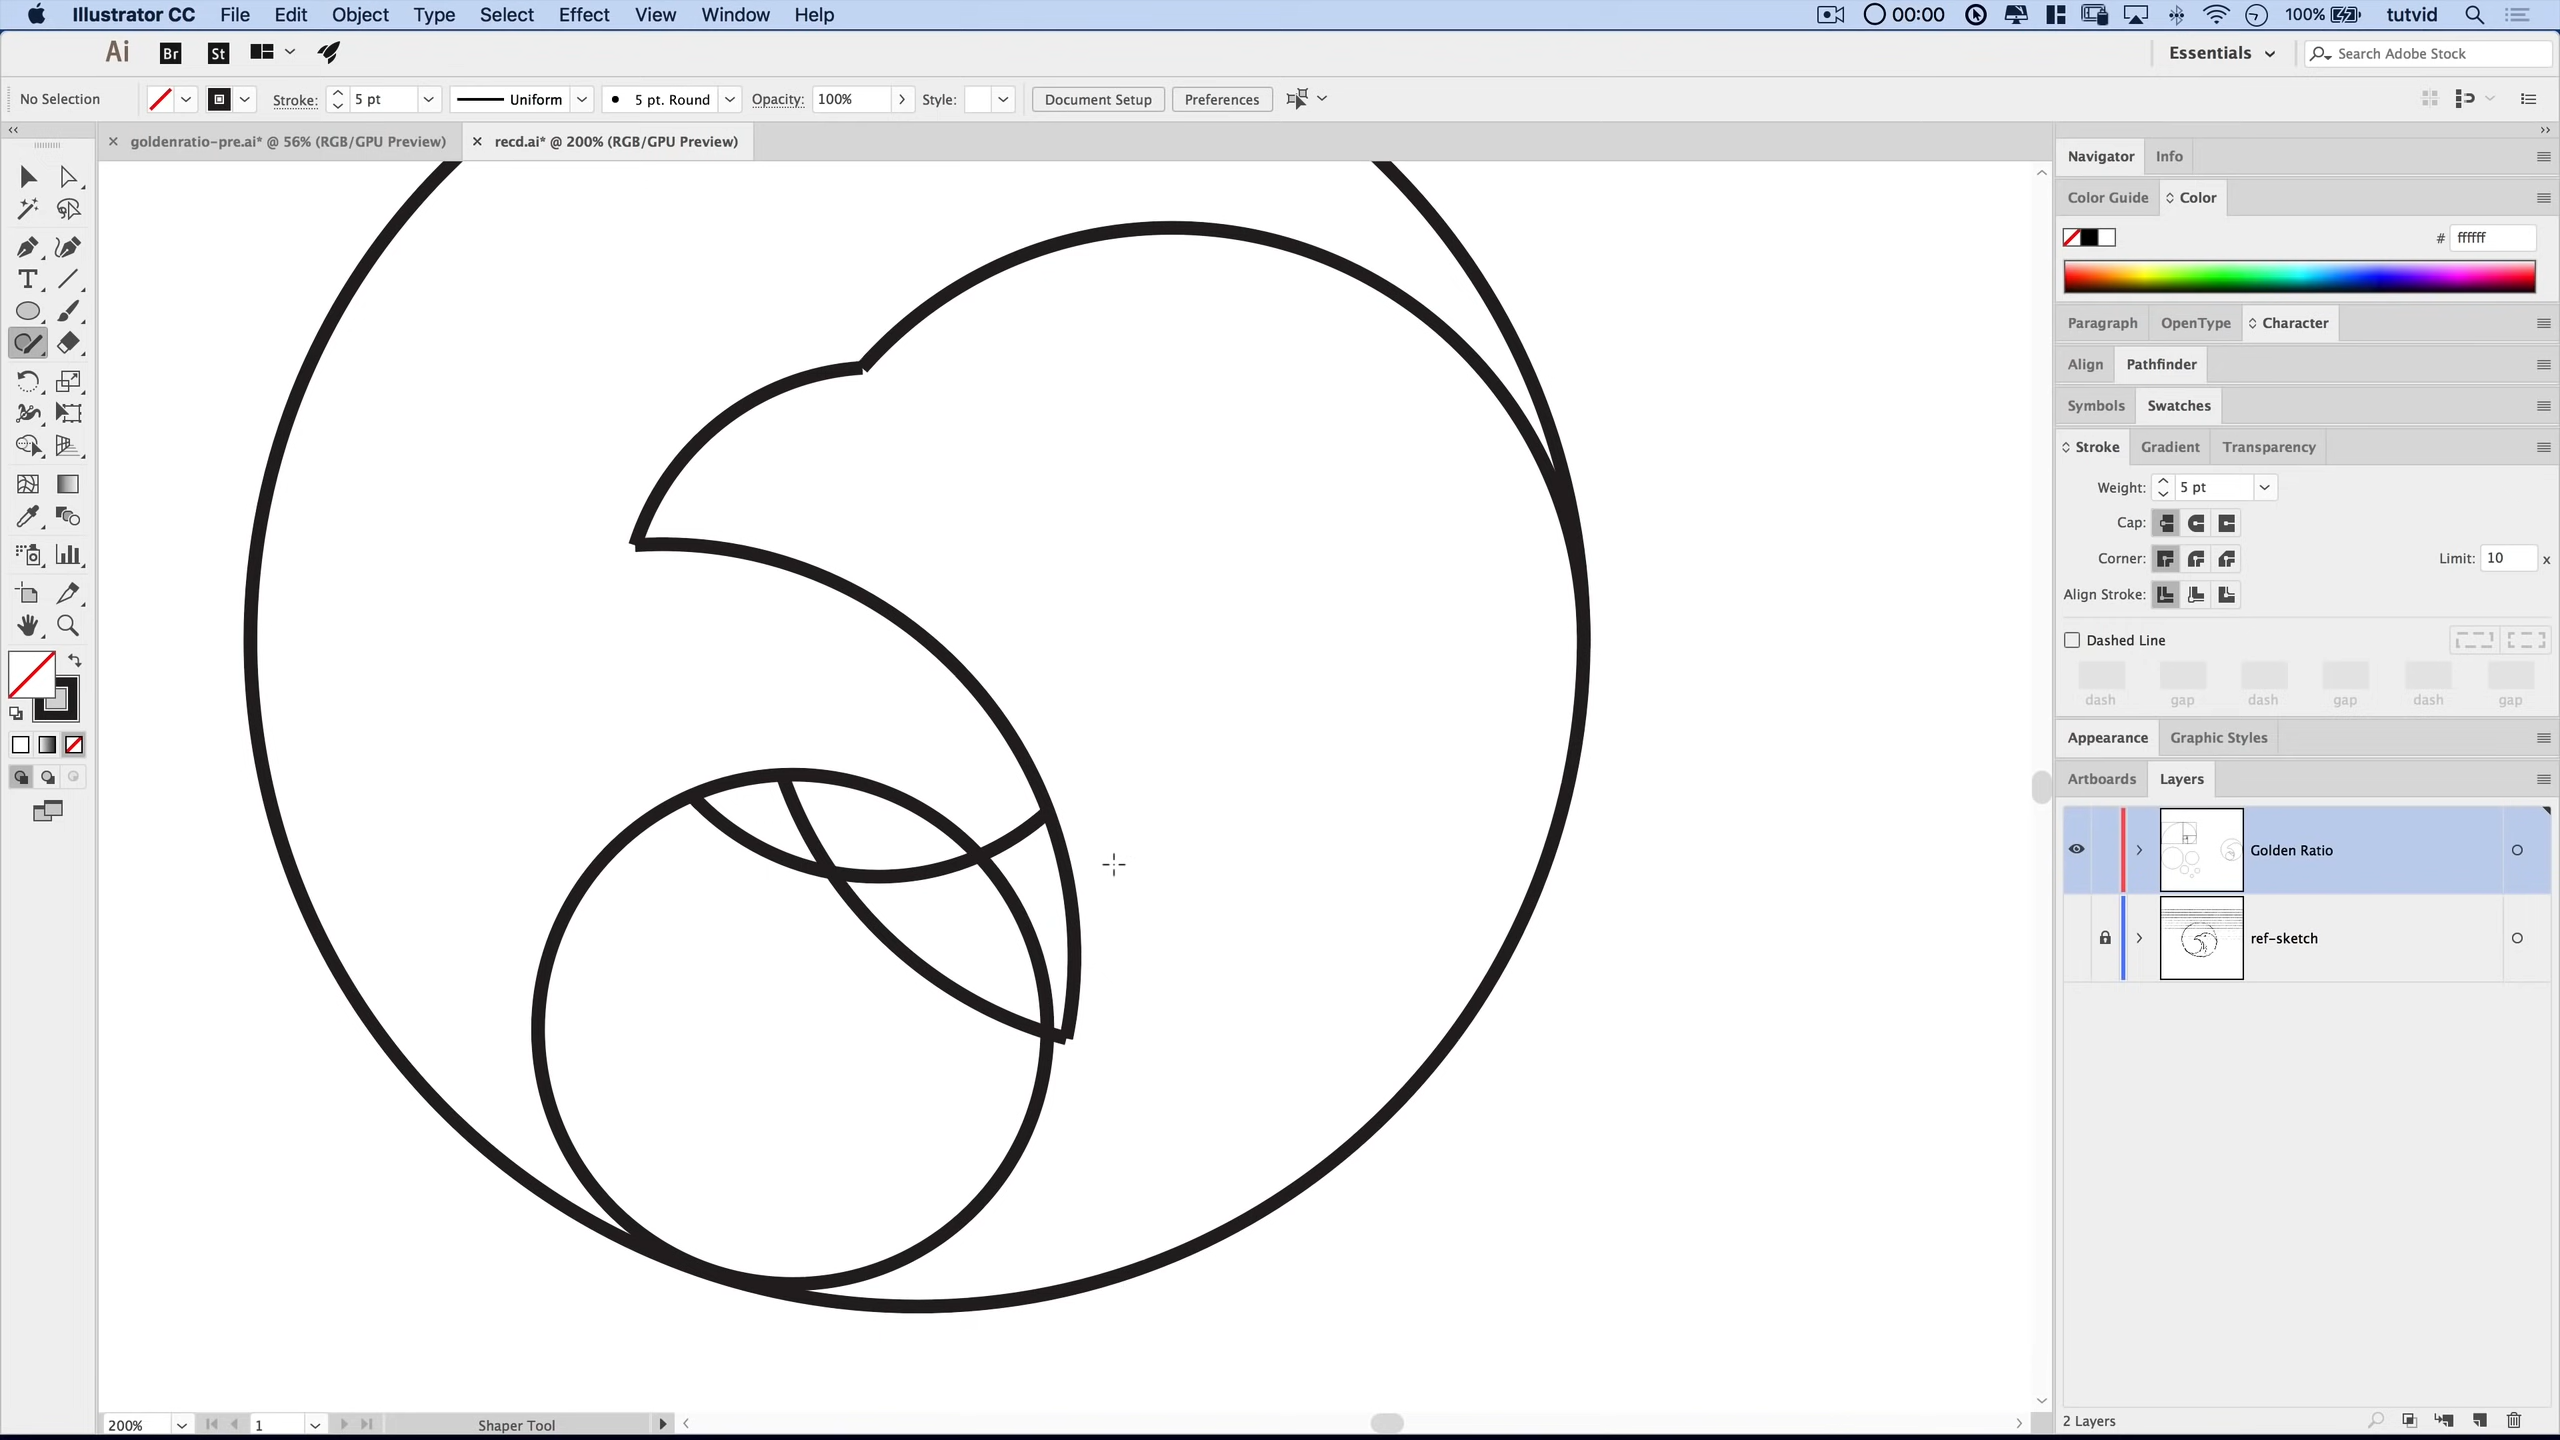 Illustrator CC File Edit Object Type Select Effect View Window Help 00:00 100% tutvid
Ai Br St Essentials Search Adobe Stock
No Selection Stroke: 5 pt Uniform 5 pt. Round Opacity: 100% Style: Document Setup Preferences
goldenratio-pre.ai* @ 56% (RGB/GPU Preview) recd.ai* @ 200% (RGB/GPU Preview)
Navigator Info
Color Guide Color
# ffffff
Paragraph OpenType Character
Align Pathfinder
Symbols Swatches
Stroke Gradient Transparency
Weight: 5 pt
Cap:
Corner: Limit: 10 x
Align Stroke:
Dashed Line
dash gap dash gap dash gap
Appearance Graphic Styles
Artboards Layers
Golden Ratio
ref-sketch
2 Layers
200% 1 Shaper Tool